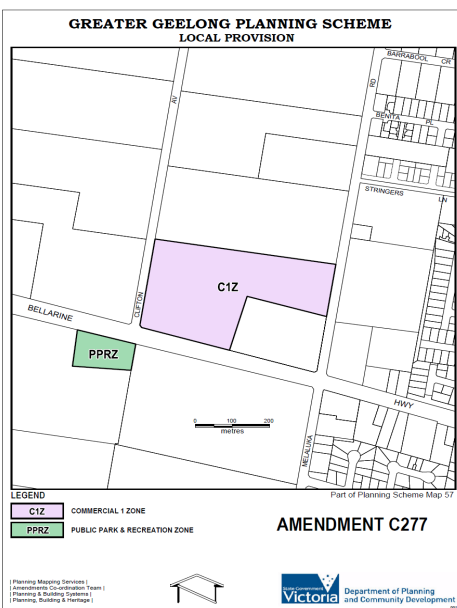 GREATER GEELONG PLANNING SCHEME
LOCAL PROVISION
BARRABOOL CR
AV
RD
BENITA PL
STRINGERS LN
C1Z
CLIFTON
BELLARINE
PPRZ
HWY
0 100 200
metres
MELALUKA
LEGEND
Part of Planning Scheme Map 57
C1Z COMMERCIAL 1 ZONE
PPRZ PUBLIC PARK & RECREATION ZONE
AMENDMENT C277
| Planning Mapping Services |
| Amendments Co-ordination Team |
| Planning & Building Systems |
| Planning, Building & Heritage |
State Government
Victoria
Department of Planning
and Community Development